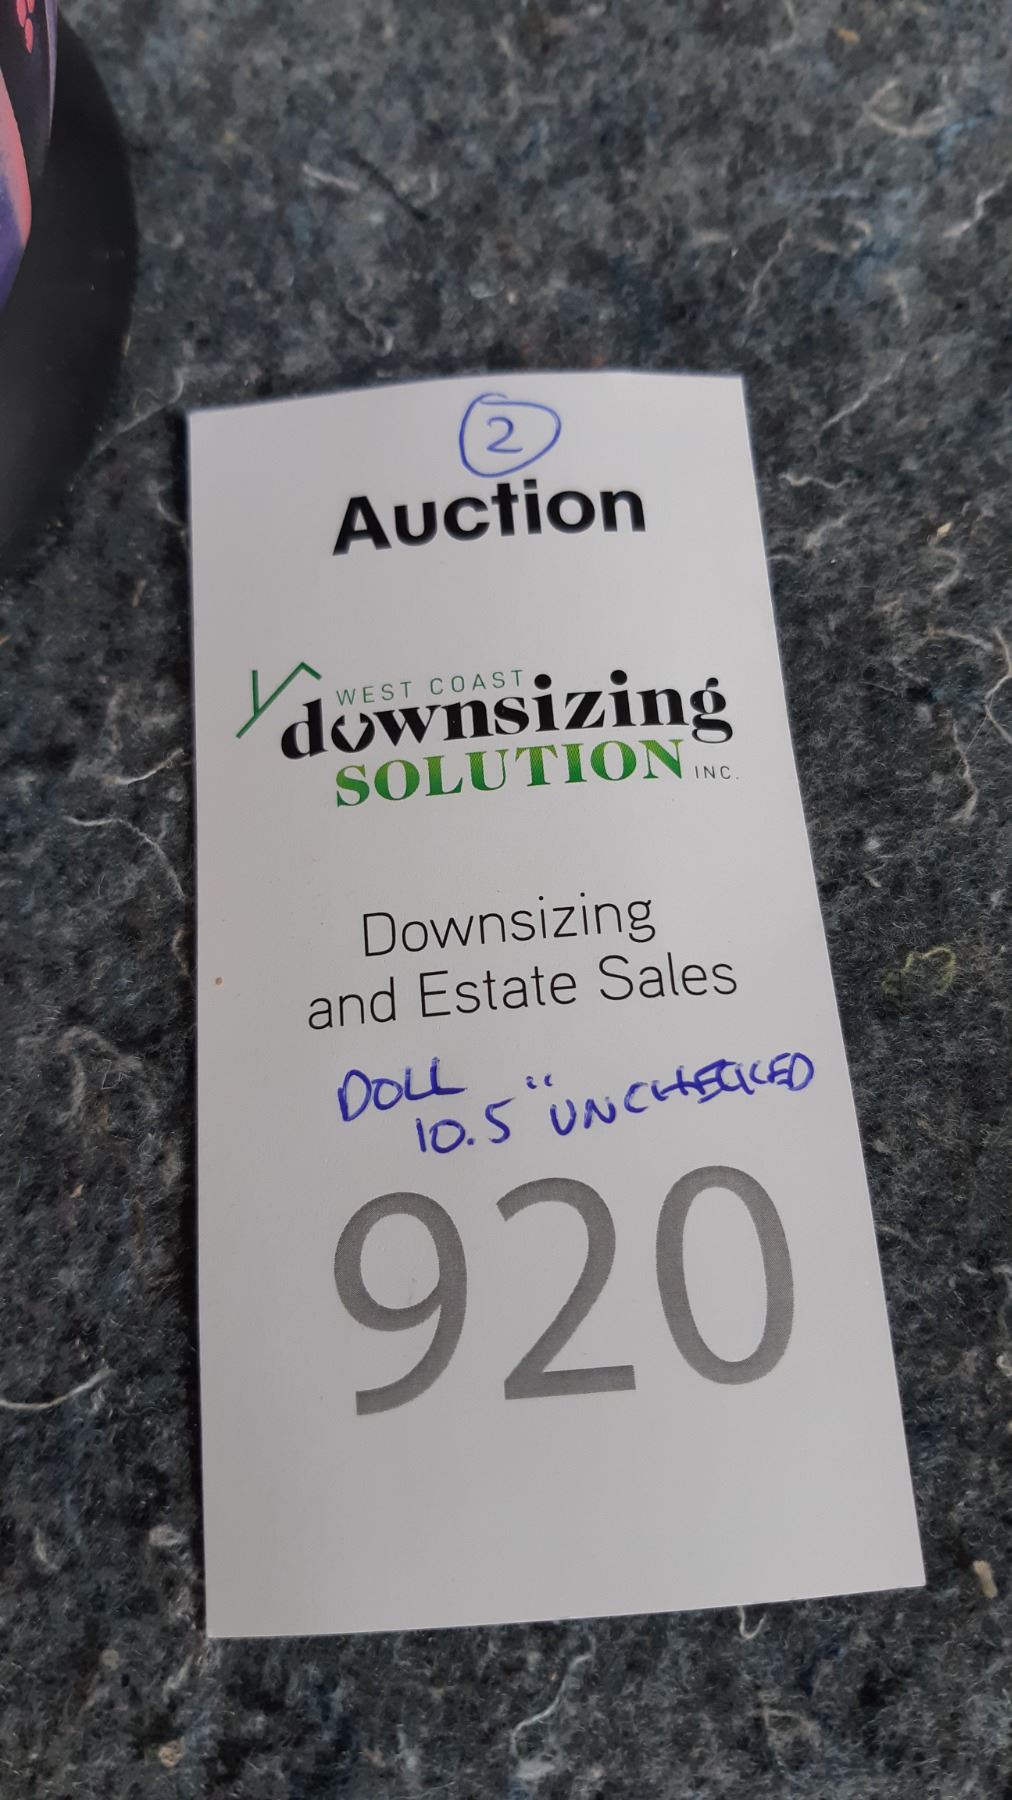 2
Auction
WEST COAST
downsizing
SOLUTION INC.
Downsizing
and Estate Sales
DOLL
10.5" UNCHECKED
920